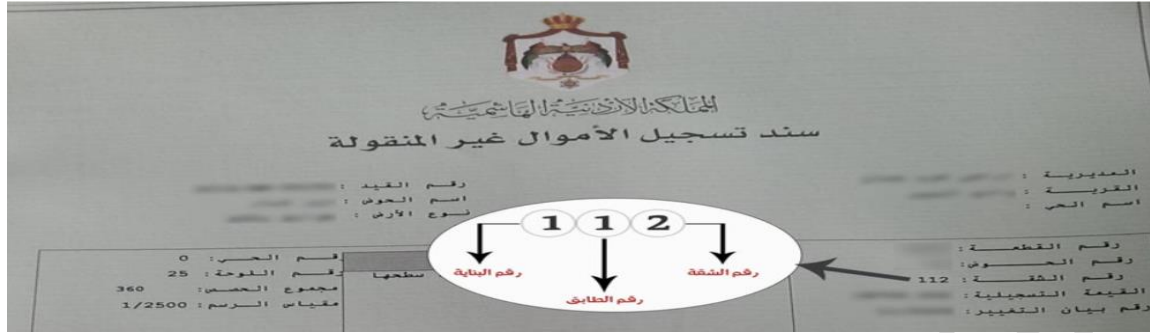 المملكة الأردنية الهاشمية
سند تسجيل الأموال غير المنقولة
المديرية :
القرية :
اسم الحي :
رقم القيد :
اسم الحوض :
نوع الأرض :
رقم القطعة :
رقم الحوض :
رقم الشقة : 112
القيمة التسجيلية :
رقم بيان التغيير :
1 1 2
رقم البناية
رقم الطابق
رقم الشقة
سطحها
رقم الحي : 0
رقم اللوحة : 25
مجموع الحصص : 360
مقياس الرسم : 1/2500